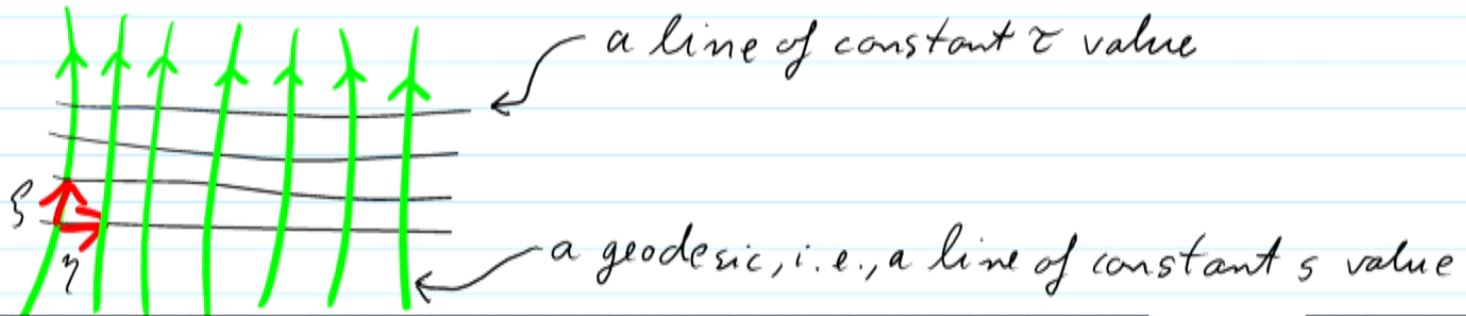 a line of constant τ value
ξ
η
a geodesic, i.e., a line of constant s value